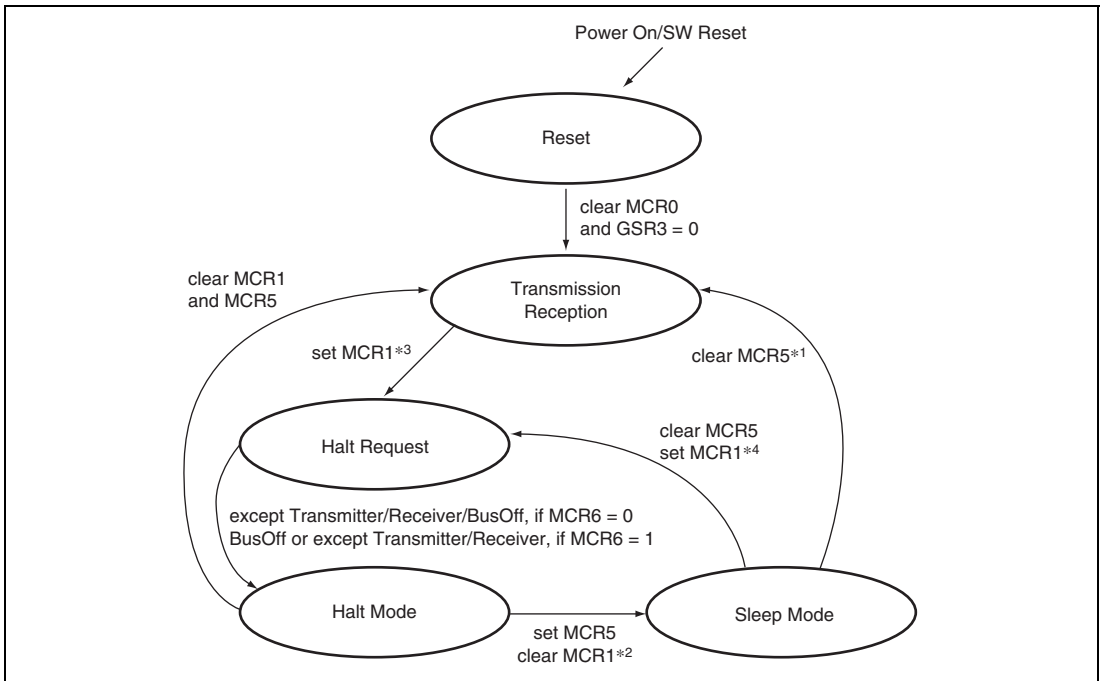 Power On/SW Reset
Reset
clear MCR0
and GSR3 = 0
clear MCR1
and MCR5
Transmission
Reception
set MCR1*3
clear MCR5*1
Halt Request
clear MCR5
set MCR1*4
except Transmitter/Receiver/BusOff, if MCR6 = 0
BusOff or except Transmitter/Receiver, if MCR6 = 1
Halt Mode
Sleep Mode
set MCR5
clear MCR1*2